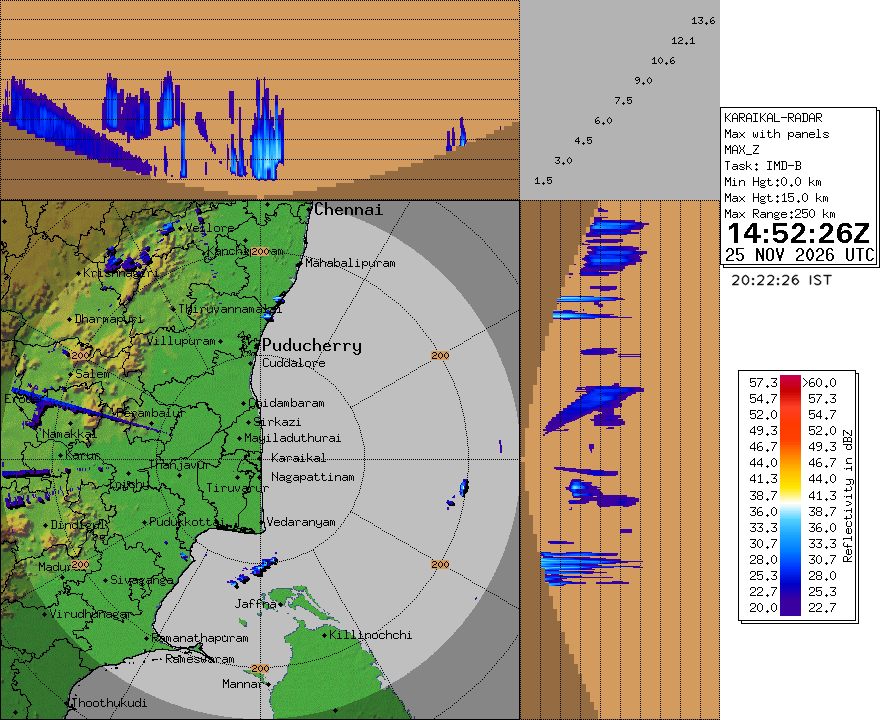 13.6
12.1
10.6
9.0
7.5
6.0
4.5
3.0
1.5
KARAIKAL-RADAR
Max with panels
MAX_Z
Task: IMD-B
Min Hgt:0.0 km
Max Hgt:15.0 km
Max Range:250 km
14:52:26Z
25 NOV 2026 UTC
20:22:26 IST
Chennai
Vellore
200
Mahabalipuram
Krishnagiri
Thiruvannamalai
Dharmapuri
Villupuram
Puducherry
200
200
Cuddalore
Salem
Perambalur
Chidambaram
Sirkazi
Namakkal
Mayiladuthurai
Karur
Thanjavur
Karaikal
Nagapattinam
Tiruvarur
Dindigul
Pudukkottai
Vedaranyam
200
200
Sivaganga
Jaffna
Virudhunagar
Ramanathapuram
Killinochchi
Rameswaram
200
Mannar
Thoothukudi
57.3 >60.0
54.7 57.3
52.0 54.7
49.3 52.0
46.7 49.3
44.0 46.7
41.3 44.0
38.7 41.3
36.0 38.7
33.3 36.0
30.7 33.3
28.0 30.7
25.3 28.0
22.7 25.3
20.0 22.7
Reflectivity in dBZ